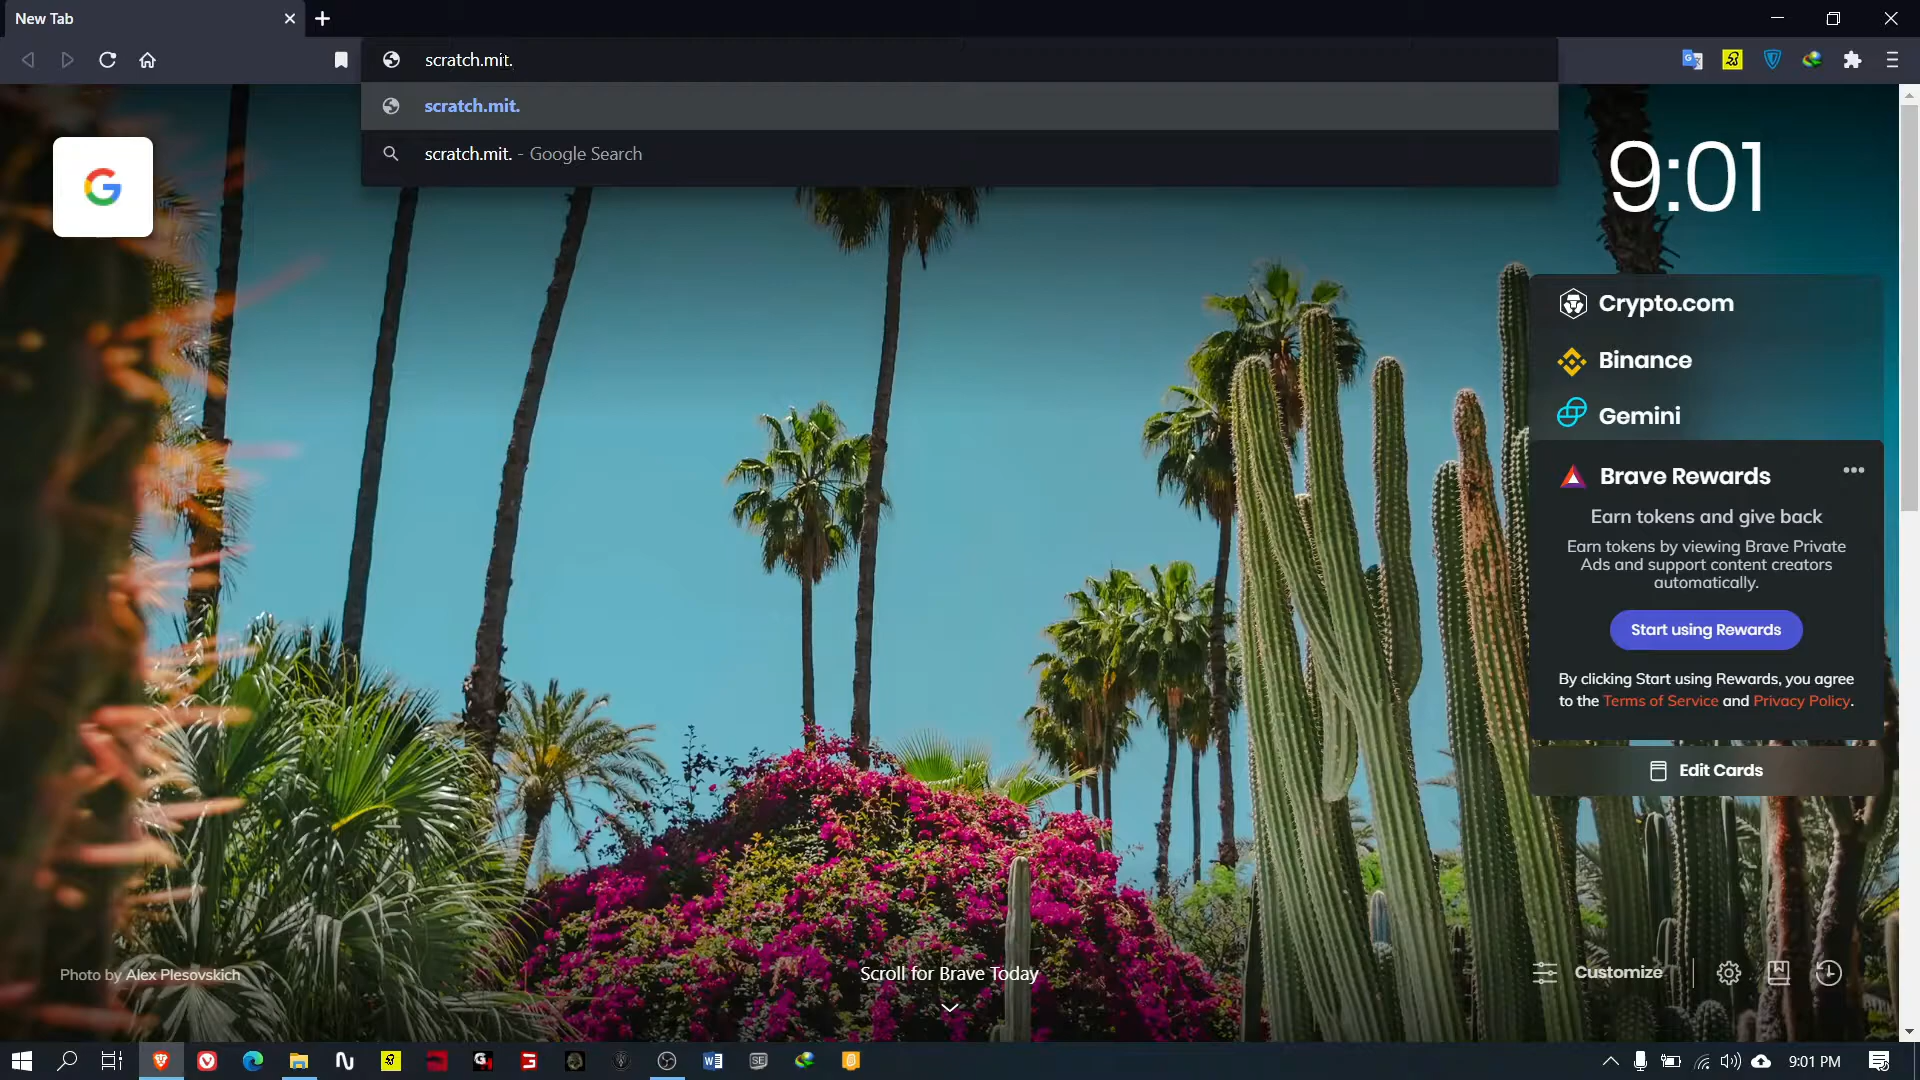 New Tab
scratch.mit.
scratch.mit.
scratch.mit. - Google Search
9:01
Crypto.com
Binance
Gemini
Brave Rewards
Earn tokens and give back
Earn tokens by viewing Brave Private
Ads and support content creators
automatically.
Start using Rewards
By clicking Start using Rewards, you agree
to the Terms of Service and Privacy Policy.
Edit Cards
Photo by Alex Plesovskich
Scroll for Brave Today
Customize
9:01 PM